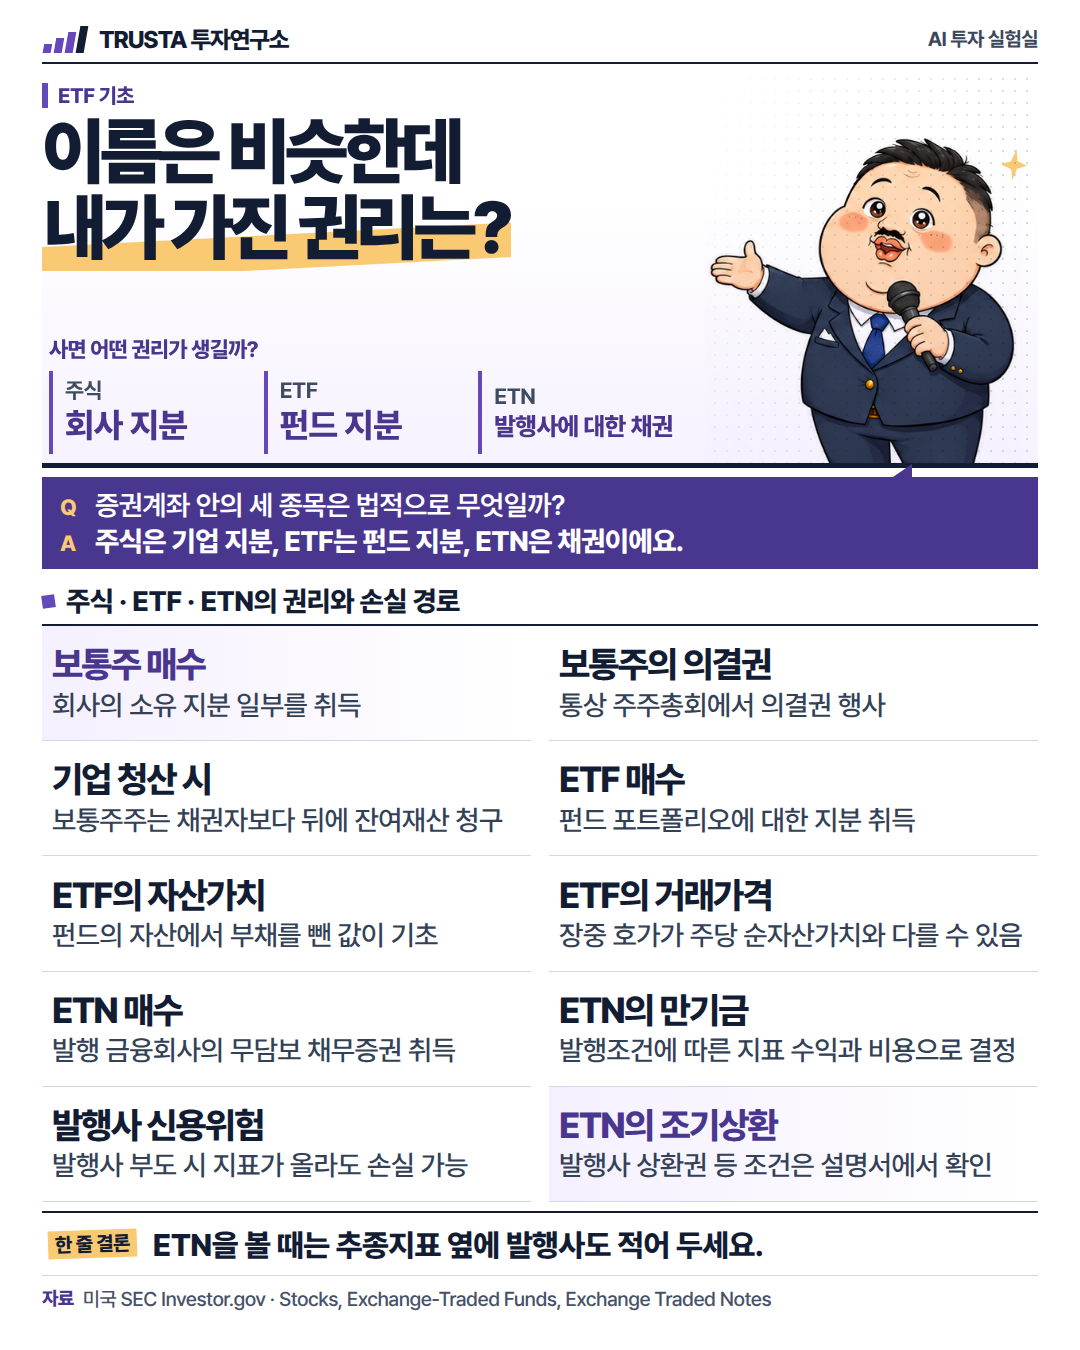 TRUSTA 투자연구소
AI 투자 실험실
ETF 기초
이름은 비슷한데
내가 가진 권리는?
사면 어떤 권리가 생길까?
주식
회사 지분
ETF
펀드 지분
ETN
발행사에 대한 채권
Q 증권계좌 안의 세 종목은 법적으로 무엇일까?
A 주식은 기업 지분, ETF는 펀드 지분, ETN은 채권이에요.
주식 · ETF · ETN의 권리와 손실 경로
보통주 매수
회사의 소유 지분 일부를 취득
보통주의 의결권
통상 주주총회에서 의결권 행사
기업 청산 시
보통주주는 채권자보다 뒤에 잔여재산 청구
ETF 매수
펀드 포트폴리오에 대한 지분 취득
ETF의 자산가치
펀드의 자산에서 부채를 뺀 값이 기초
ETF의 거래가격
장중 호가가 주당 순자산가치와 다를 수 있음
ETN 매수
발행 금융회사의 무담보 채무증권 취득
ETN의 만기금
발행조건에 따른 지표 수익과 비용으로 결정
발행사 신용위험
발행사 부도 시 지표가 올라도 손실 가능
ETN의 조기상환
발행사 상환권 등 조건은 설명서에서 확인
한 줄 결론 ETN을 볼 때는 추종지표 옆에 발행사도 적어 두세요.
자료 미국 SEC Investor.gov · Stocks, Exchange-Traded Funds, Exchange Traded Notes